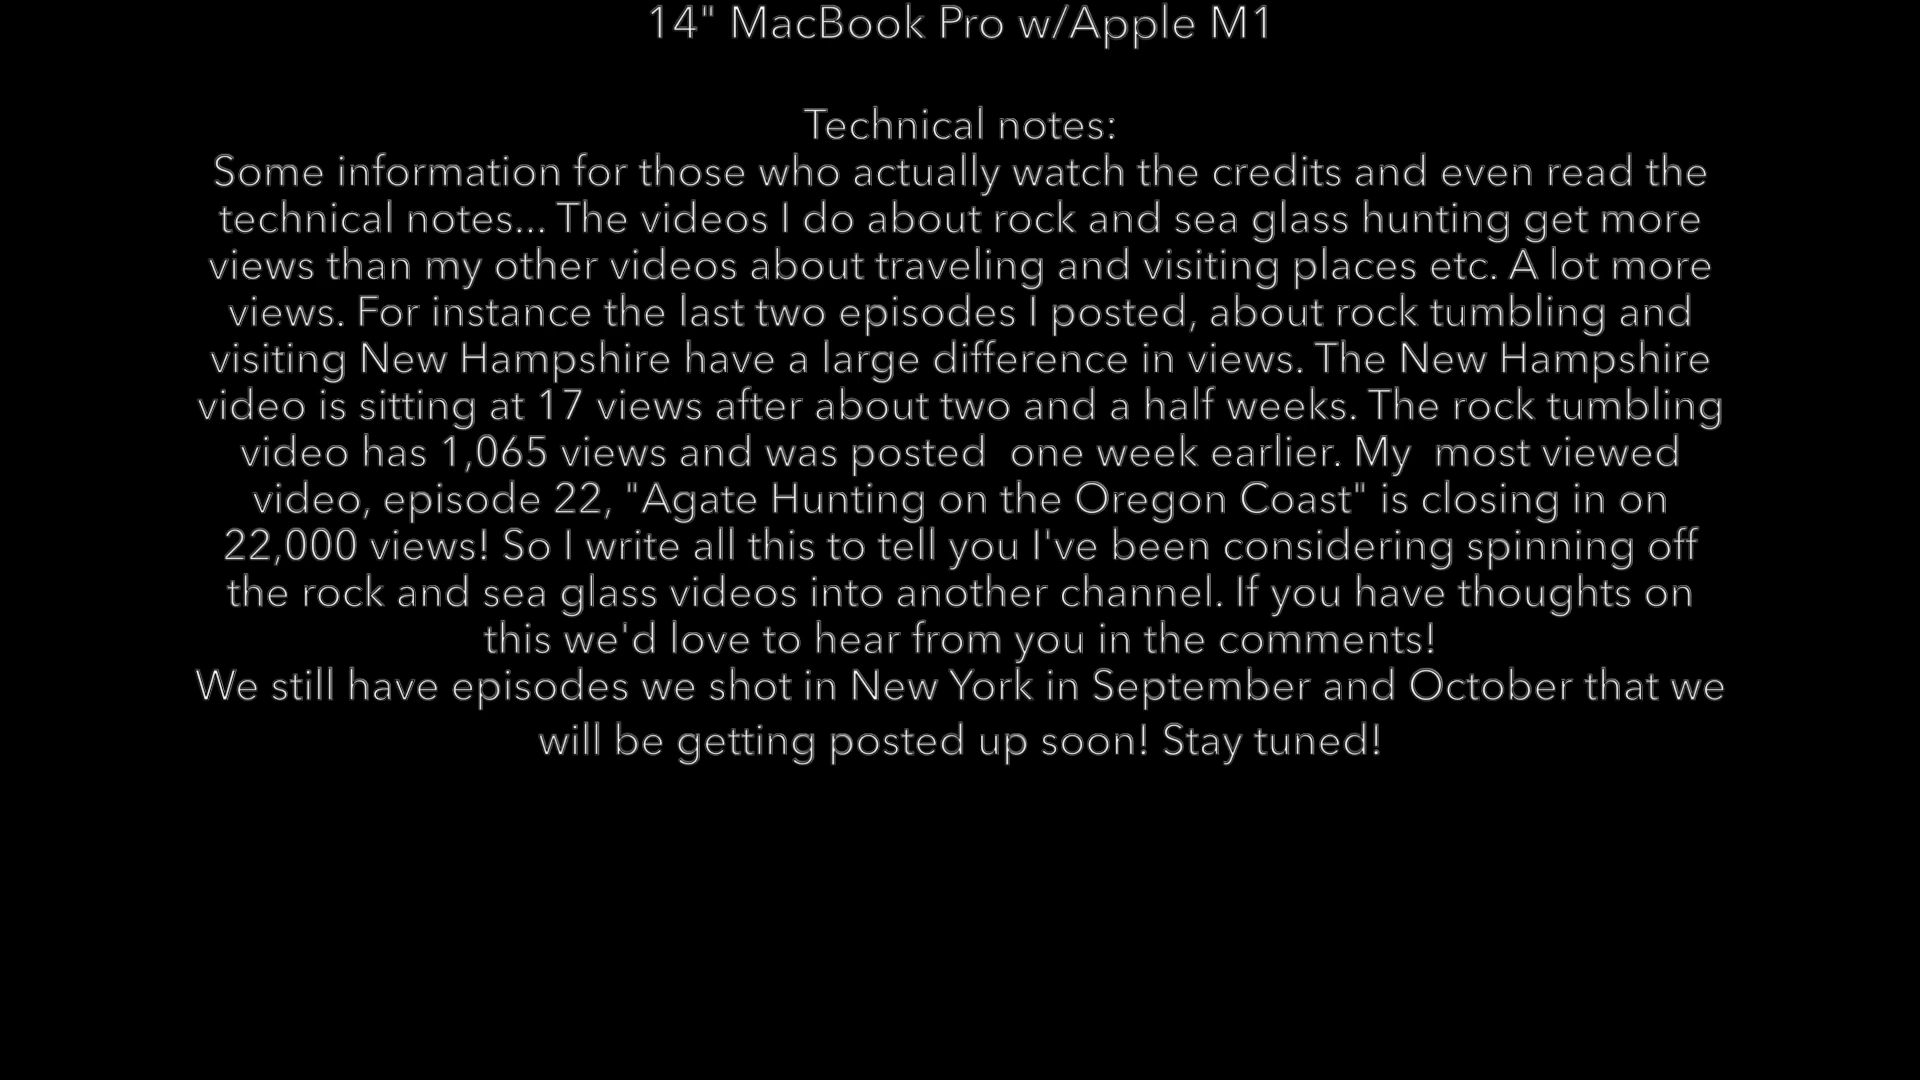 14" MacBook Pro w/Apple M1
Technical notes:
Some information for those who actually watch the credits and even read the
technical notes... The videos I do about rock and sea glass hunting get more
views than my other videos about traveling and visiting places etc. A lot more
views. For instance the last two episodes I posted, about rock tumbling and
visiting New Hampshire have a large difference in views. The New Hampshire
video is sitting at 17 views after about two and a half weeks. The rock tumbling
video has 1,065 views and was posted  one week earlier. My  most viewed
video, episode 22, "Agate Hunting on the Oregon Coast" is closing in on
22,000 views! So I write all this to tell you I've been considering spinning off
the rock and sea glass videos into another channel. If you have thoughts on
this we'd love to hear from you in the comments!
We still have episodes we shot in New York in September and October that we
will be getting posted up soon! Stay tuned!